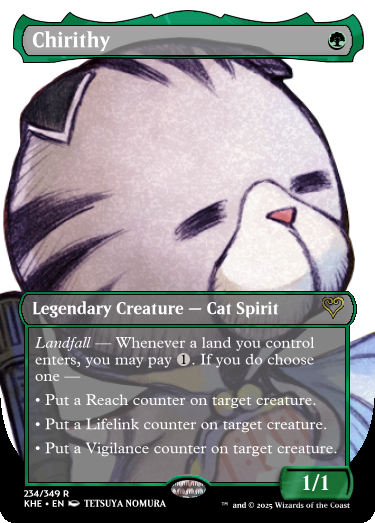 Chirithy
Legendary Creature — Cat Spirit
Landfall — Whenever a land you control
enters, you may pay 1. If you do choose
one —
• Put a Reach counter on target creature.
• Put a Lifelink counter on target creature.
• Put a Vigilance counter on target creature.
1/1
234/349 R
KHE • EN TETSUYA NOMURA
™ and © 2025 Wizards of the Coast